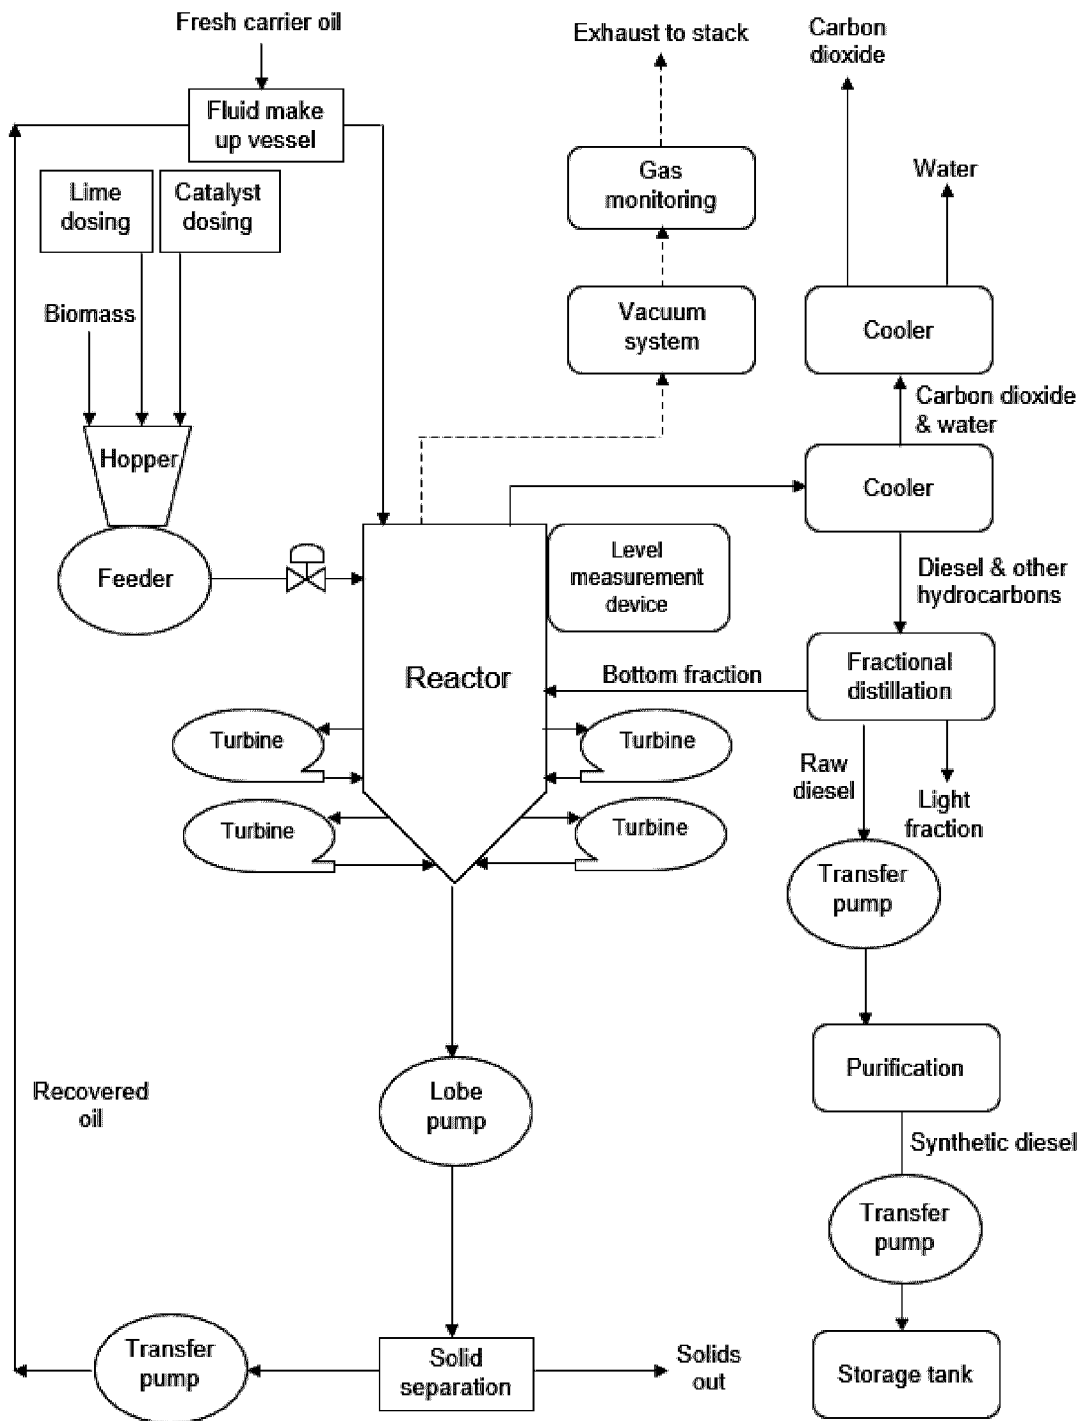 Fresh carrier oil
Fluid make
up vessel
Lime
dosing
Catalyst
dosing
Biomass
Hopper
Feeder
Exhaust to stack
Gas
monitoring
Vacuum
system
Carbon
dioxide
Water
Cooler
Carbon dioxide
& water
Cooler
Diesel & other
hydrocarbons
Level
measurement
device
Reactor
Bottom fraction
Fractional
distillation
Turbine
Turbine
Turbine
Turbine
Raw
diesel
Light
fraction
Transfer
pump
Purification
Synthetic diesel
Transfer
pump
Storage tank
Lobe
pump
Recovered
oil
Transfer
pump
Solid
separation
Solids
out